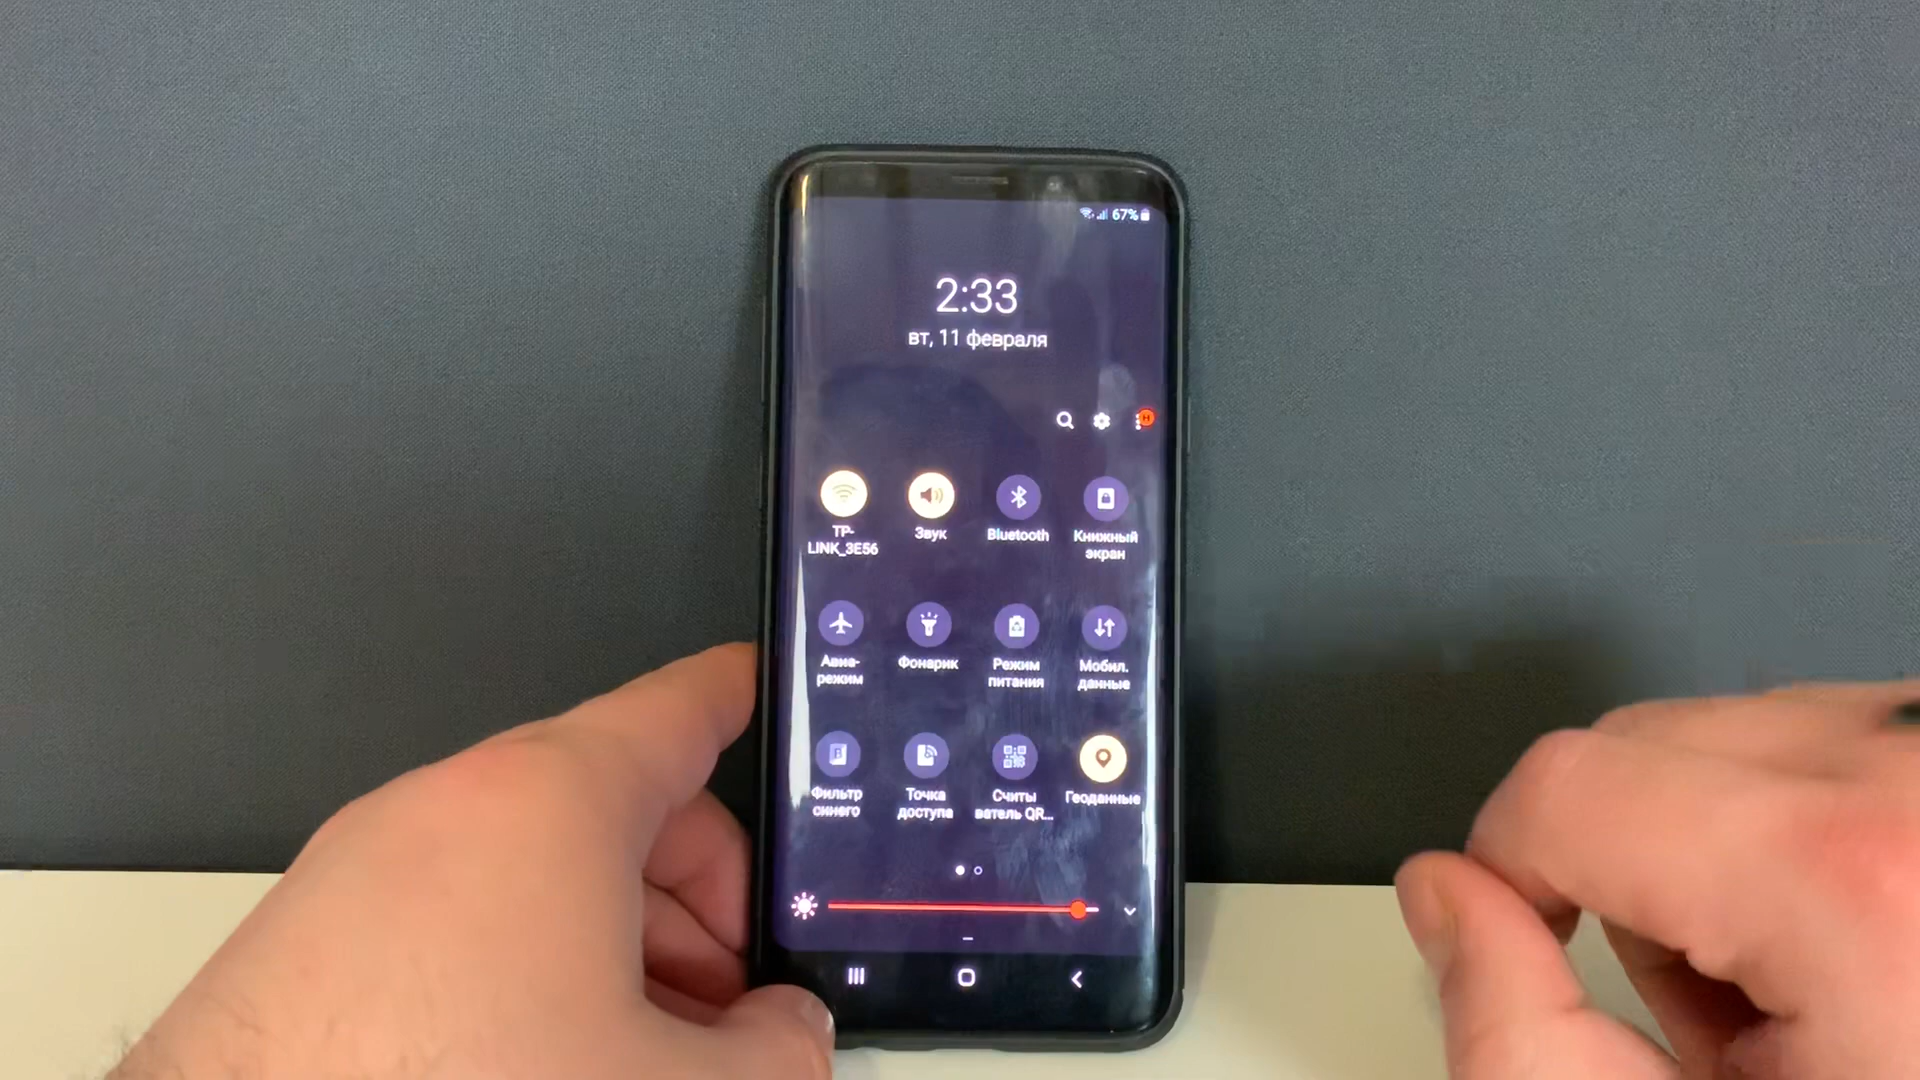 67%
2:33
вт, 11 февраля
H
TP-
LINK_3E56
Звук
Bluetooth
Книжный
экран
Авиа-
режим
Фонарик
Режим
питания
Мобил.
данные
Фильтр
синего
Точка
доступа
Считы
ватель QR...
Геоданные